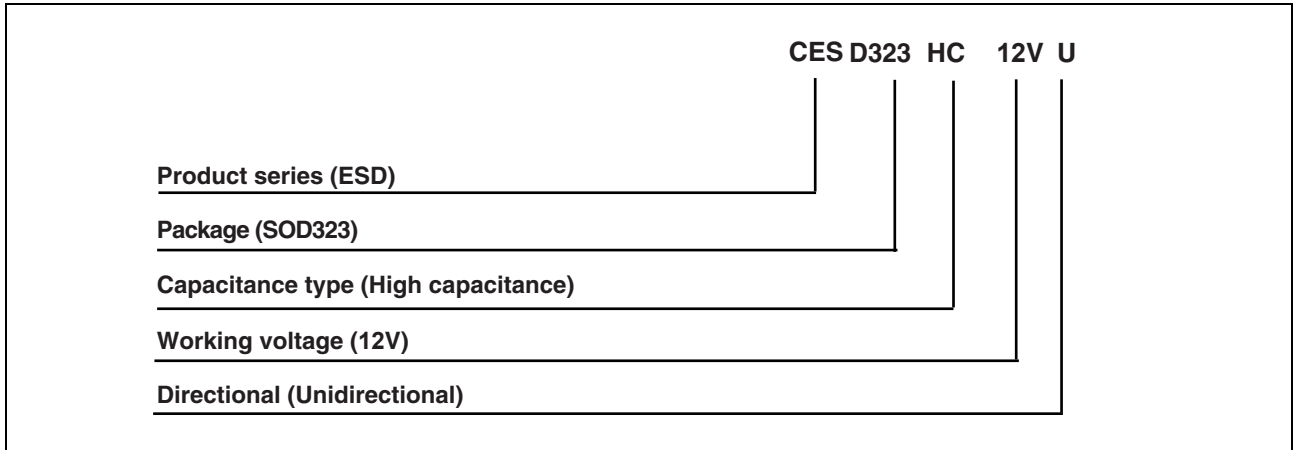 CES D323 HC 12V U
Product series (ESD)
Package (SOD323)
Capacitance type (High capacitance)
Working voltage (12V)
Directional (Unidirectional)